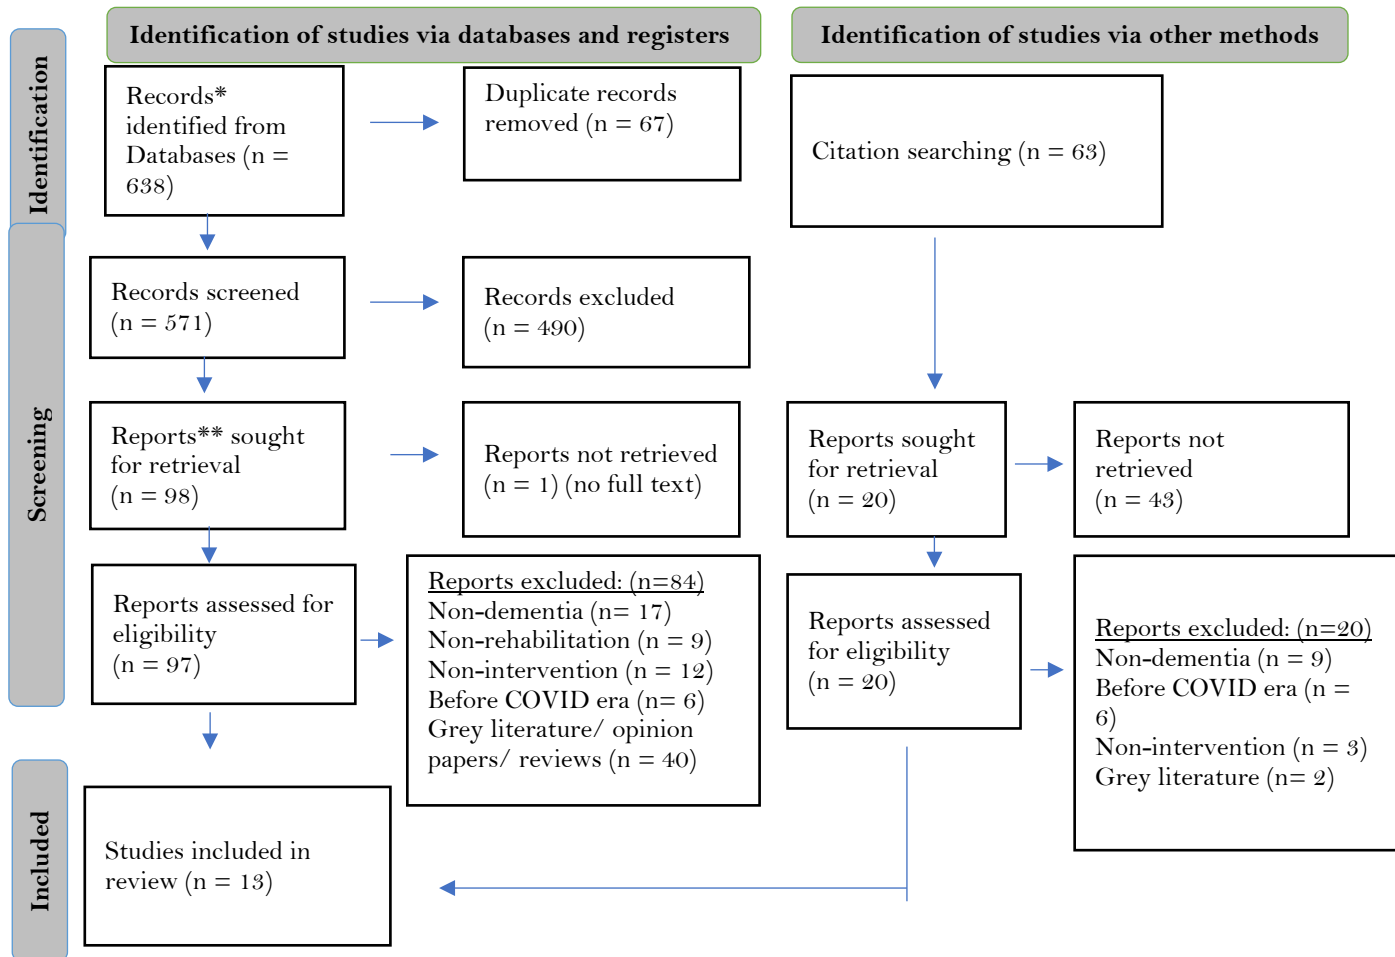 Identification of studies via databases and registers
Identification of studies via other methods
Identification
Records*
identified from
Databases (n =
638)
Duplicate records
removed (n = 67)
Citation searching (n = 63)
Screening
Records screened
(n = 571)
Records excluded
(n = 490)
Reports** sought
for retrieval
(n = 98)
Reports not retrieved
(n = 1) (no full text)
Reports sought
for retrieval
(n = 20)
Reports not
retrieved
(n = 43)
Reports assessed for
eligibility
(n = 97)
Reports excluded: (n=84)
Non-dementia (n= 17)
Non-rehabilitation (n = 9)
Non-intervention (n = 12)
Before COVID era (n= 6)
Grey literature/ opinion
papers/ reviews (n = 40)
Reports assessed
for eligibility
(n = 20)
Reports excluded: (n=20)
Non-dementia (n = 9)
Before COVID era (n =
6)
Non-intervention (n = 3)
Grey literature (n= 2)
Included
Studies included in
review (n = 13)